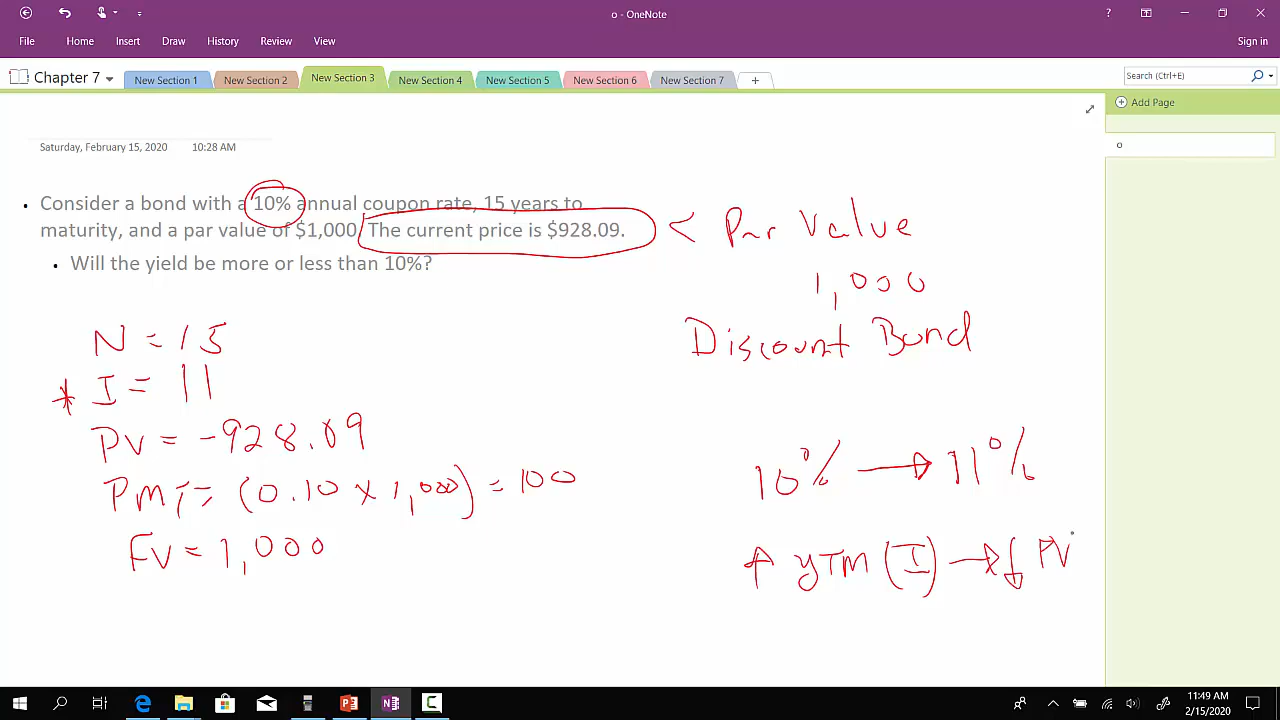 o - OneNote
?
File Home Insert Draw History Review View
Sign in
Chapter 7
New Section 1 New Section 2 New Section 3 New Section 4 New Section 5 New Section 6 New Section 7 +
Search (Ctrl+E)
Add Page
o
Saturday, February 15, 2020 10:28 AM
• Consider a bond with a 10% annual coupon rate, 15 years to
maturity, and a par value of $1,000. The current price is $928.09.
• Will the yield be more or less than 10%?
< Par Value
1,000
Discount Bond
N = 15
* I = 11
PV = -928.09
PMT = (0.10 x 1,000) = 100
FV = 1,000
10% → 11%
↑ YTM (I) → ↓ PV
11:49 AM
2/15/2020